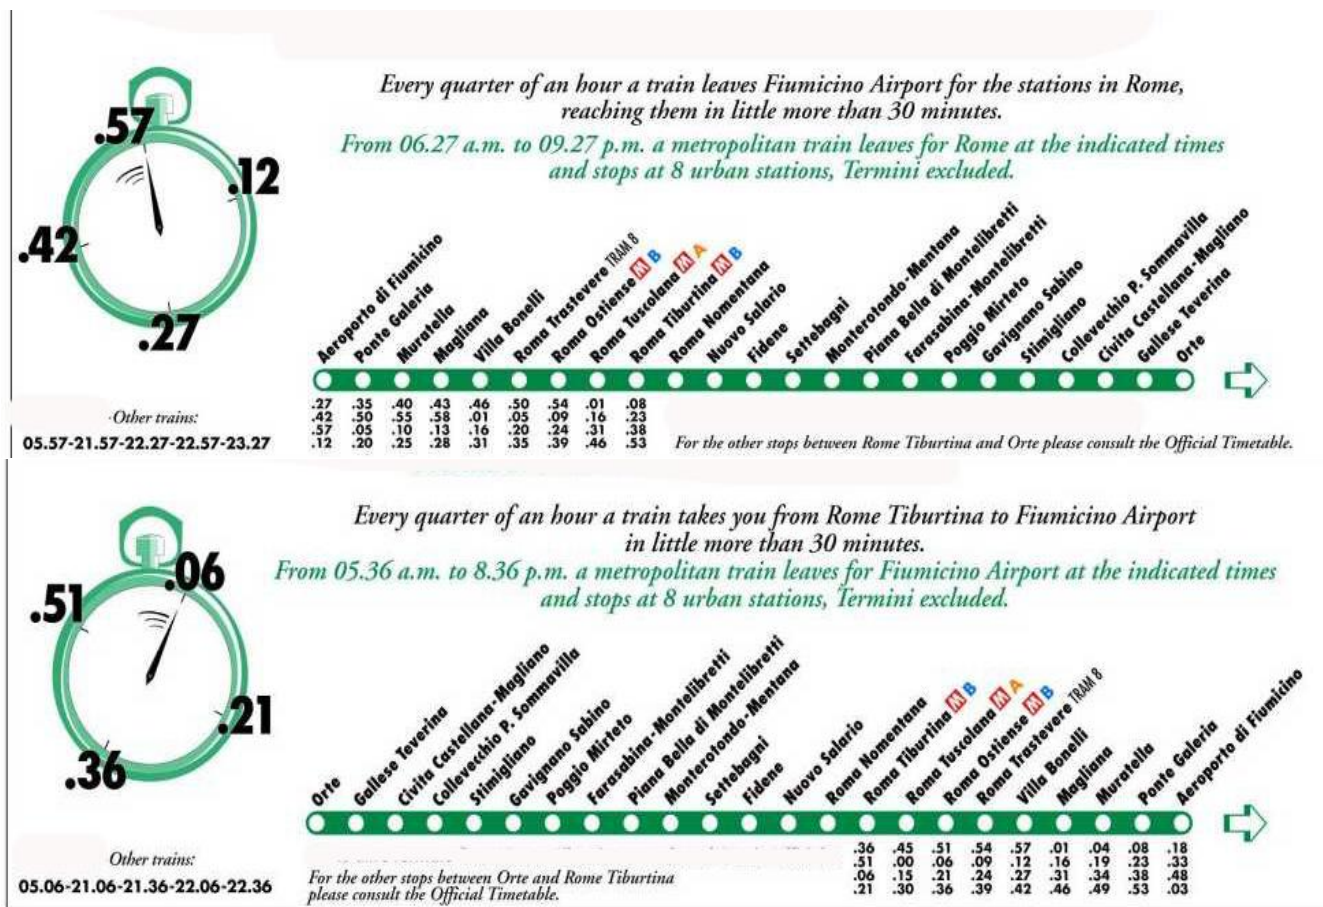 Every quarter of an hour a train leaves Fiumicino Airport for the stations in Rome,
reaching them in little more than 30 minutes.
From 06.27 a.m. to 09.27 p.m. a metropolitan train leaves for Rome at the indicated times
and stops at 8 urban stations, Termini excluded.
.57
.12
.42
.27
Aeroporto di Fiumicino
Ponte Galeria
Muratella
Magliana
Villa Bonelli
Roma Trastevere TRAM 8
Roma Ostiense M B
Roma Tuscolana M A
Roma Tiburtina M B
Roma Nomentana
Nuovo Salario
Fidene
Settebagni
Monterotondo-Mentana
Piana Bella di Montelibretti
Farasabina-Montelibretti
Poggio Mirteto
Gavignano Sabino
Stimigliano
Collevecchio P. Sommavilla
Civita Castellana-Magliano
Gallese Teverina
Orte
.27 .35 .40 .43 .46 .50 .54 .01 .08
.42 .50 .55 .58 .01 .05 .09 .16 .23
.57 .05 .10 .13 .16 .20 .24 .31 .38
.12 .20 .25 .28 .31 .35 .39 .46 .53
Other trains:
05.57-21.57-22.27-22.57-23.27
For the other stops between Rome Tiburtina and Orte please consult the Official Timetable.
Every quarter of an hour a train takes you from Rome Tiburtina to Fiumicino Airport
in little more than 30 minutes.
From 05.36 a.m. to 8.36 p.m. a metropolitan train leaves for Fiumicino Airport at the indicated times
and stops at 8 urban stations, Termini excluded.
.06
.51
.21
.36
Orte
Gallese Teverina
Civita Castellana-Magliano
Collevecchio P. Sommavilla
Stimigliano
Gavignano Sabino
Poggio Mirteto
Farasabina-Montelibretti
Piana Bella di Montelibretti
Monterotondo-Mentana
Settebagni
Fidene
Nuovo Salario
Roma Nomentana
Roma Tiburtina M B
Roma Tuscolana M A
Roma Ostiense M B
Roma Trastevere TRAM 8
Villa Bonelli
Magliana
Muratella
Ponte Galeria
Aeroporto di Fiumicino
.36 .45 .51 .54 .57 .01 .04 .08 .18
.51 .00 .06 .09 .12 .16 .19 .23 .33
.06 .15 .21 .24 .27 .31 .34 .38 .48
.21 .30 .36 .39 .42 .46 .49 .53 .03
Other trains:
05.06-21.06-21.36-22.06-22.36
For the other stops between Orte and Rome Tiburtina
please consult the Official Timetable.